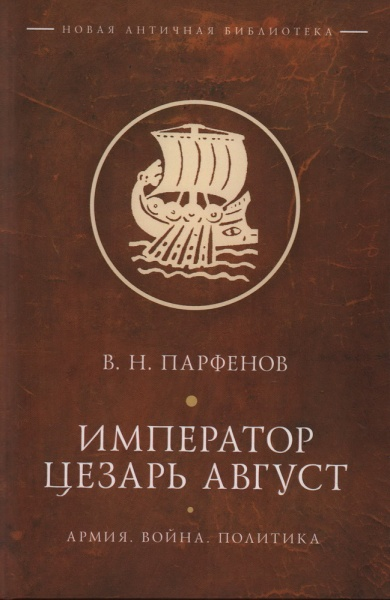 НОВАЯ АНТИЧНАЯ БИБЛИОТЕКА
В. Н. ПАРФЕНОВ
ИМПЕРАТОР
ЦЕЗАРЬ АВГУСТ
АРМИЯ. ВОЙНА. ПОЛИТИКА